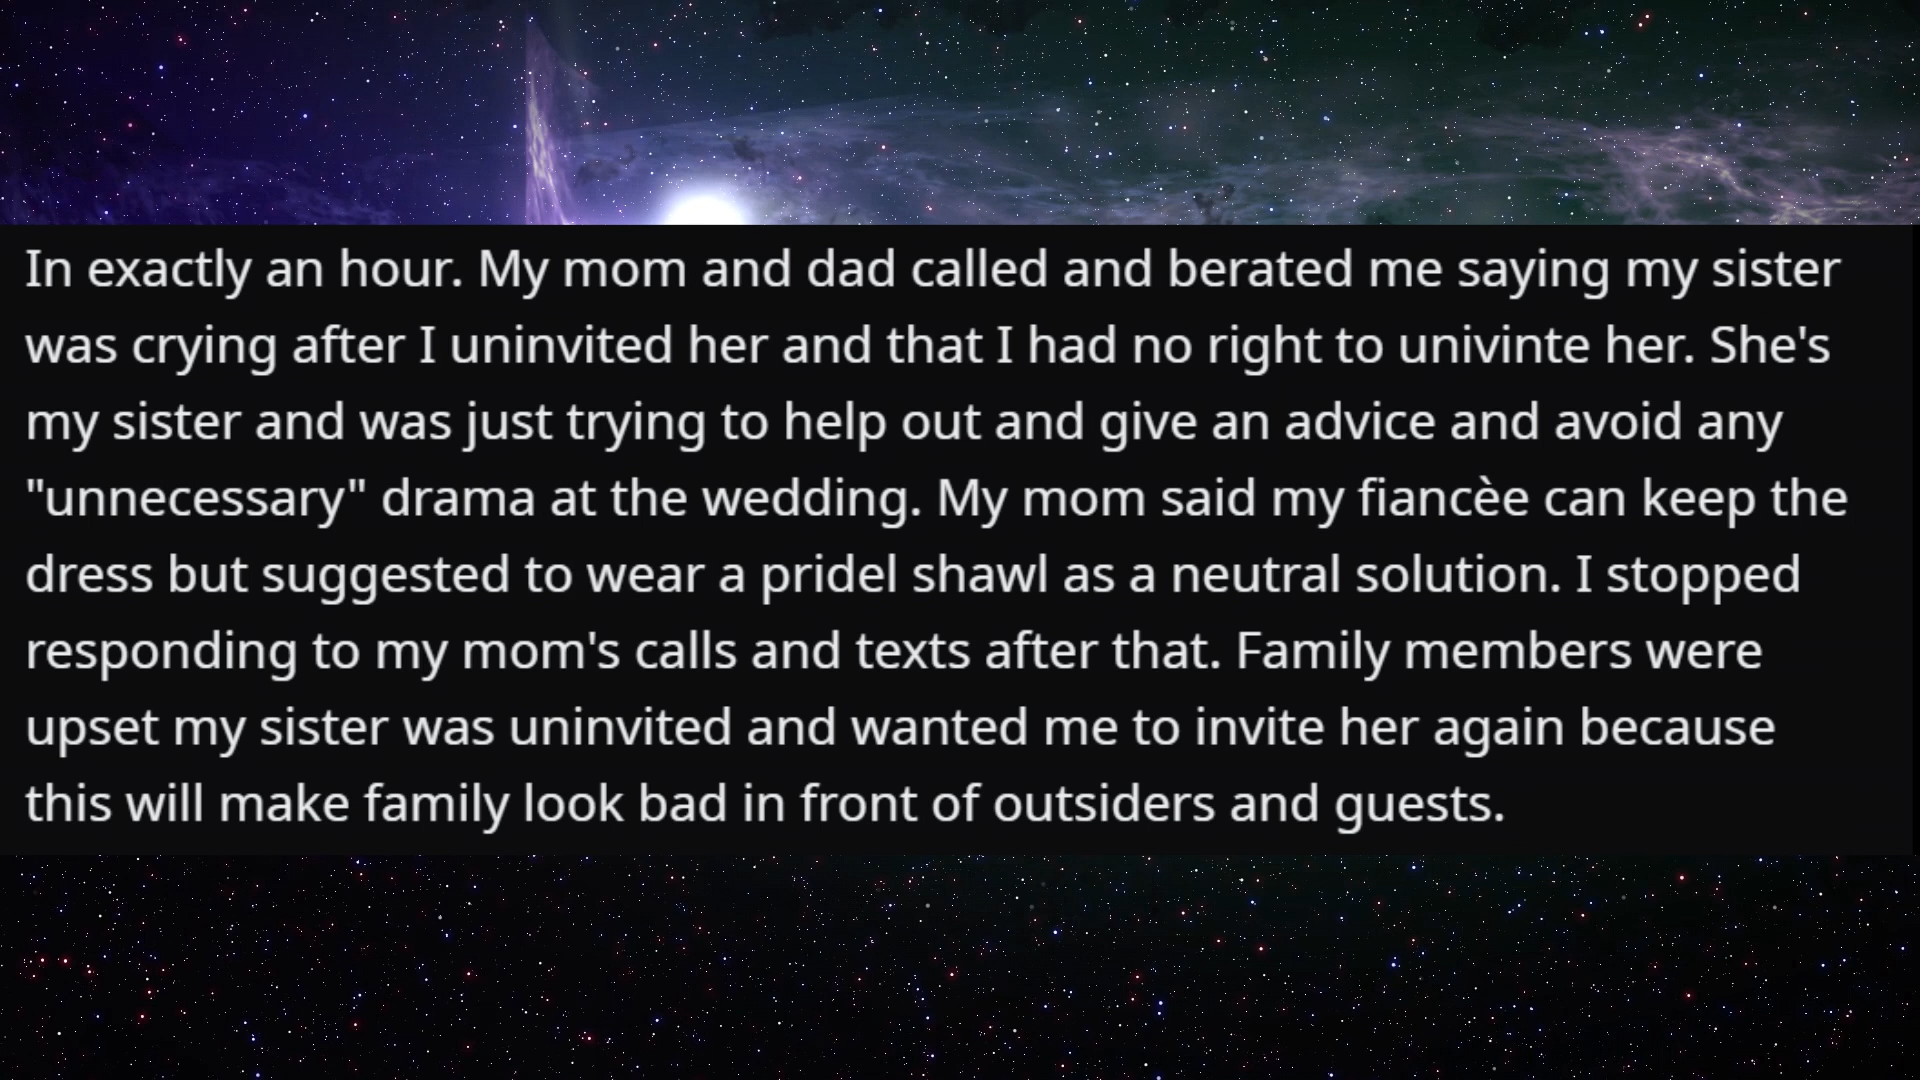 In exactly an hour. My mom and dad called and berated me saying my sister
was crying after I uninvited her and that I had no right to univinte her. She's
my sister and was just trying to help out and give an advice and avoid any
"unnecessary" drama at the wedding. My mom said my fiancèe can keep the
dress but suggested to wear a pridel shawl as a neutral solution. I stopped
responding to my mom's calls and texts after that. Family members were
upset my sister was uninvited and wanted me to invite her again because
this will make family look bad in front of outsiders and guests.